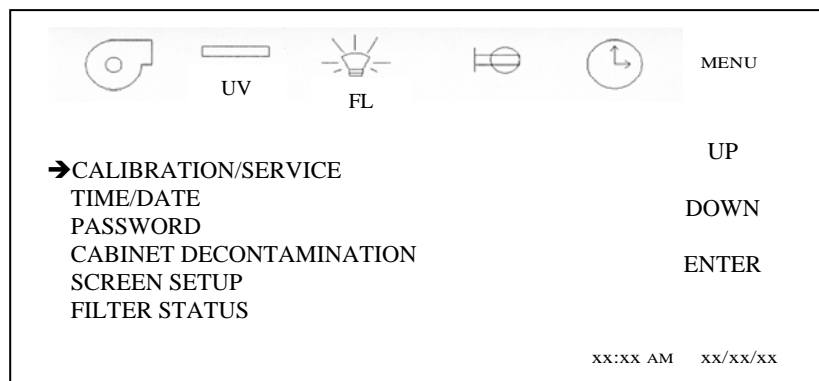 MENU
UV
FL
UP
➔CALIBRATION/SERVICE
TIME/DATE
DOWN
PASSWORD
CABINET DECONTAMINATION
ENTER
SCREEN SETUP
FILTER STATUS
xx:xx AM xx/xx/xx